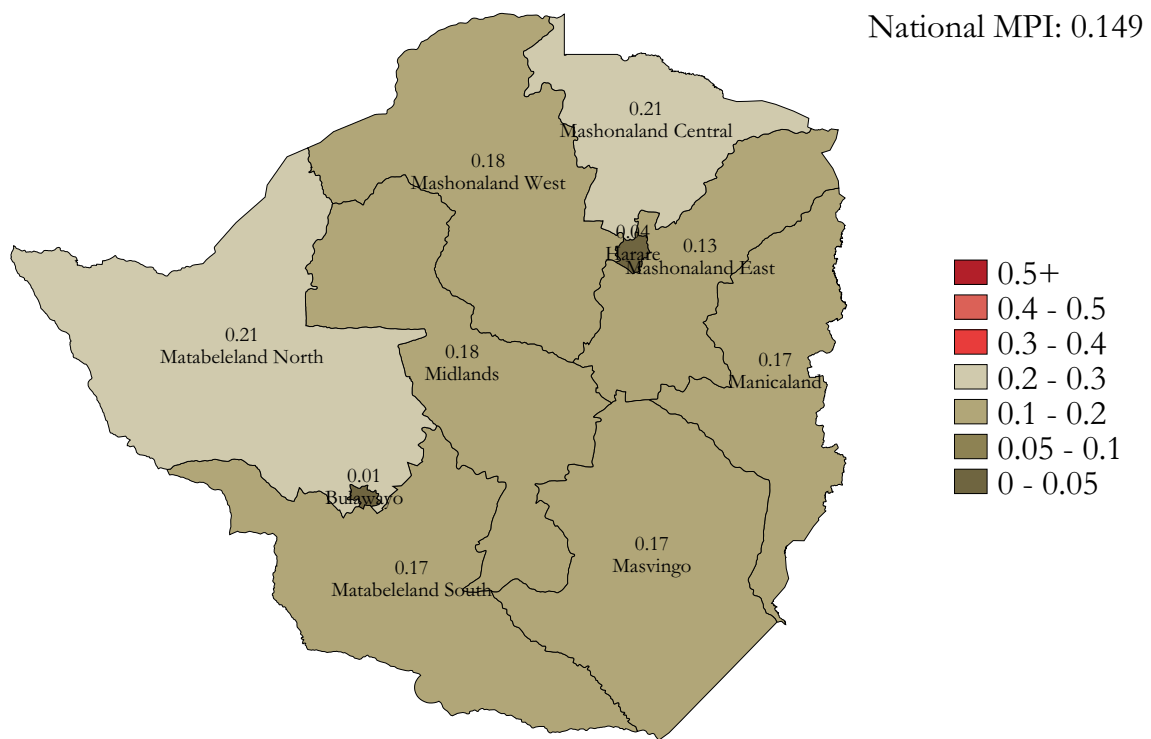 National MPI: 0.149
0.21
Mashonaland Central
0.18
Mashonaland West
0.04
Harare
0.13
Mashonaland East
0.21
Matabeleland North
0.18
Midlands
0.17
Manicaland
0.01
Bulawayo
0.17
Masvingo
0.17
Matabeleland South
0.5+
0.4 - 0.5
0.3 - 0.4
0.2 - 0.3
0.1 - 0.2
0.05 - 0.1
0 - 0.05